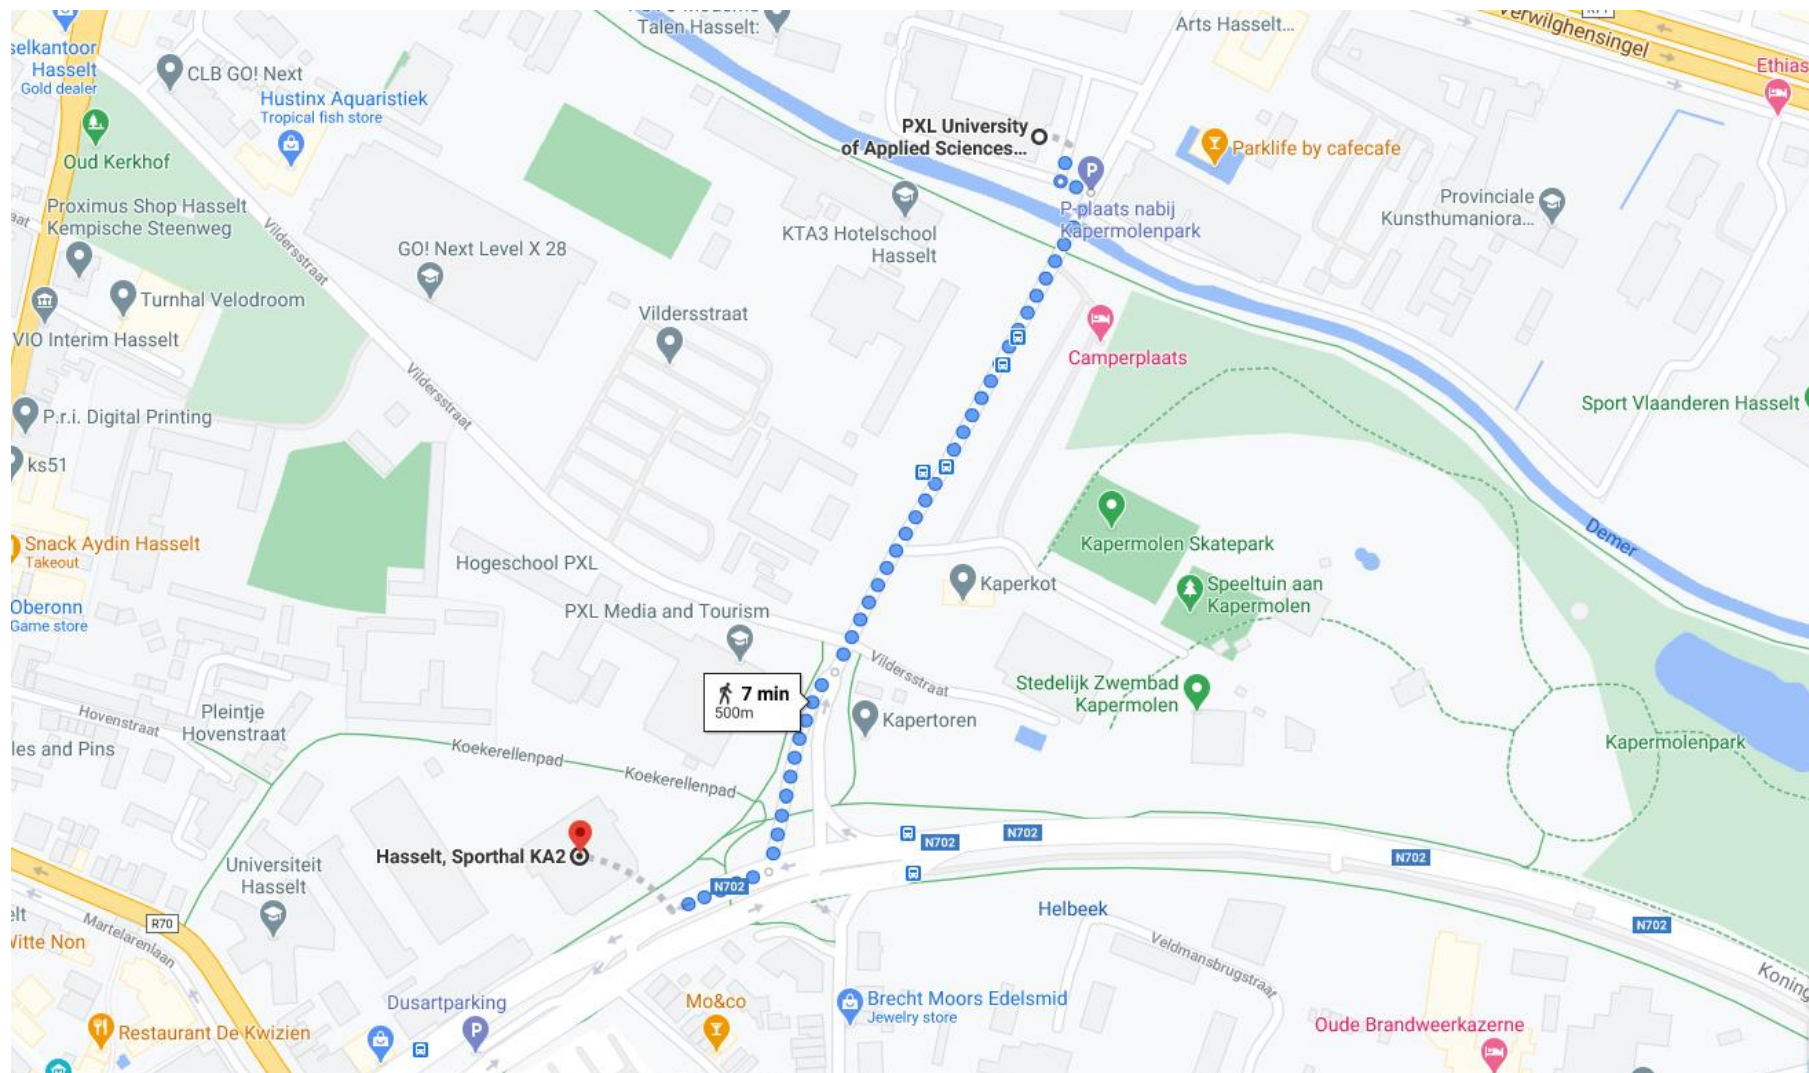 Talen Hasselt:
Arts Hasselt...
Verwilghensingel
selkantoor
Hasselt
Gold dealer
CLB GO! Next
Ethias
Hustinx Aquaristiek
Tropical fish store
PXL University
of Applied Sciences...
Parklife by cafecafe
Oud Kerkhof
P
P-plaats nabij
Kapermolenpark
Provinciale
Kunsthumaniora...
Proximus Shop Hasselt
Kempische Steenweg
aat
Vildersstraat
GO! Next Level X 28
KTA3 Hotelschool
Hasselt
Turnhal Velodroom
VIO Interim Hasselt
Vildersstraat
Camperplaats
Vildersstraat
P.r.i. Digital Printing
Sport Vlaanderen Hasselt
ks51
Demer
Snack Aydin Hasselt
Takeout
Kapermolen Skatepark
Hogeschool PXL
Kaperkot
Speeltuin aan
Kapermolen
Oberonn
Game store
PXL Media and Tourism
Vildersstraat
7 min
500m
Stedelijk Zwembad
Kapermolen
Hovenstraat
Pleintje
Hovenstraat
Kapertoren
les and Pins
Koekerellenpad
Koekerellenpad
Kapermolenpark
N702
N702
N702
Hasselt, Sporthal KA2
Universiteit
Hasselt
N702
Helbeek
N702
elt
R70
Martelarenlaan
Witte Non
Veldmansbrugstraat
Koning
Dusartparking
P
Mo&co
Brecht Moors Edelsmid
Jewelry store
Restaurant De Kwizien
Oude Brandweerkazerne